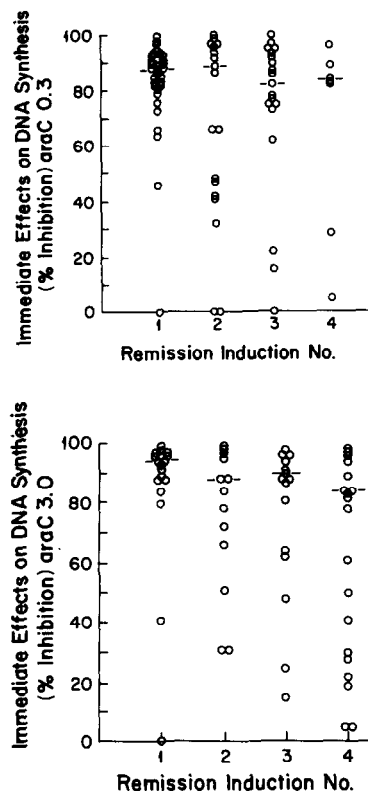 Immediate Effects on DNA Synthesis
(% Inhibition) araC 0.3
100
80
60
40
20
0
1 2 3 4
Remission Induction No.
Immediate Effects on DNA Synthesis
(% Inhibition) araC 3.0
100
80
60
40
20
0
1 2 3 4
Remission Induction No.